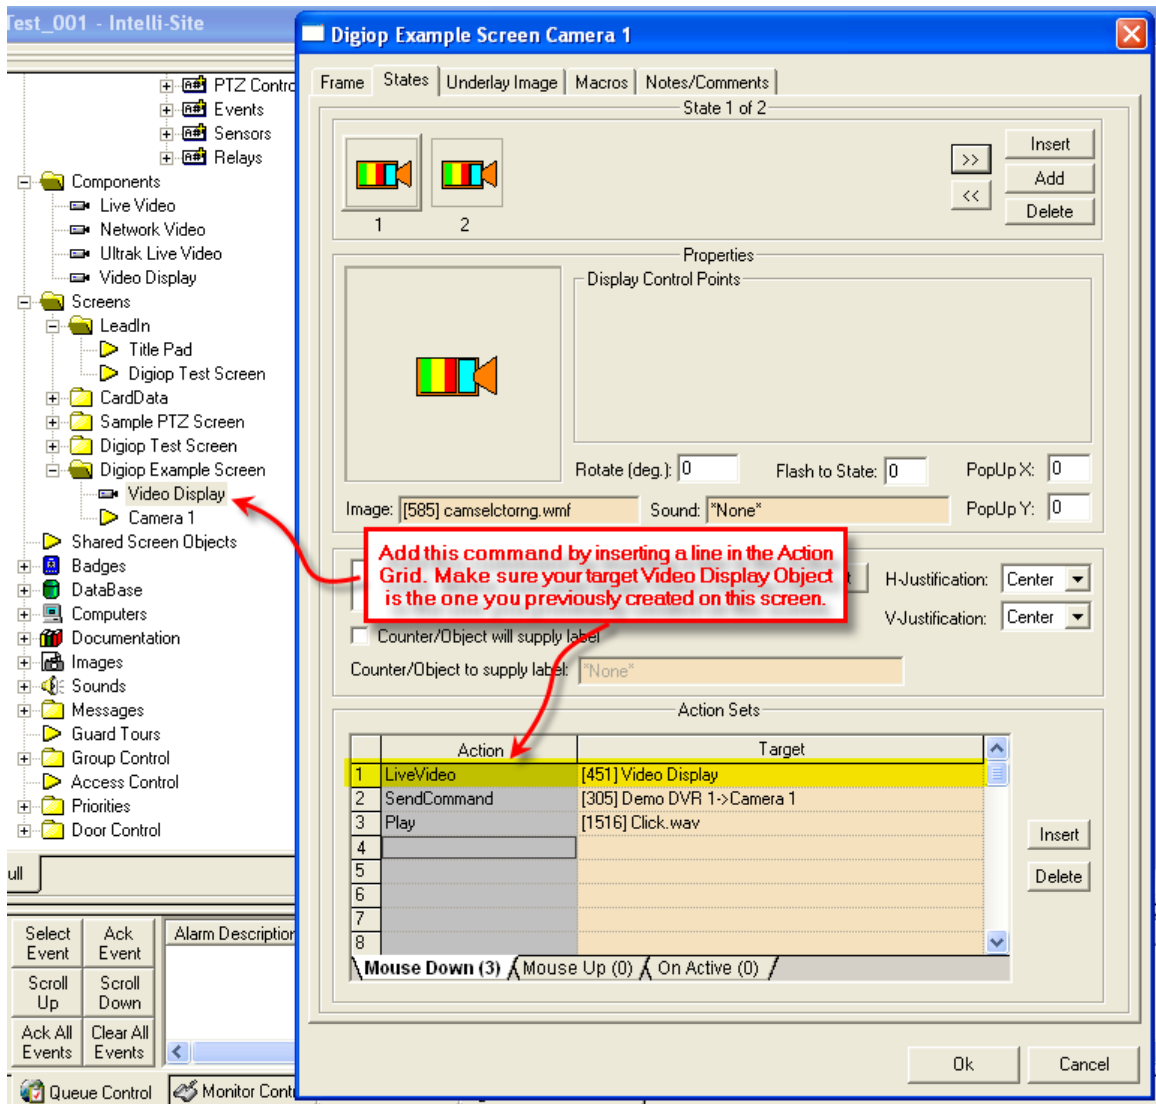 Test_001 - Intelli-Site
PTZ Contro
Events
Sensors
Relays
Components
Live Video
Network Video
Ultrak Live Video
Video Display
Screens
LeadIn
Title Pad
Digiop Test Screen
CardData
Sample PTZ Screen
Digiop Test Screen
Digiop Example Screen
Video Display
Camera 1
Shared Screen Objects
Badges
DataBase
Computers
Documentation
Images
Sounds
Messages
Guard Tours
Group Control
Access Control
Priorities
Door Control
ull
Select Event
Ack Event
Alarm Description
Scroll Up
Scroll Down
Ack All Events
Clear All Events
Queue Control
Monitor Cont
Digiop Example Screen Camera 1
Frame States Underlay Image Macros Notes/Comments
State 1 of 2
1 2
>>
<<
Insert
Add
Delete
Properties
Display Control Points
Rotate (deg.): 0 Flash to State: 0 PopUp X: 0
Image: [585] camselctorng.wmf Sound: *None* PopUp Y: 0
Add this command by inserting a line in the Action
Grid. Make sure your target Video Display Object
is the one you previously created on this screen.
H-Justification: Center
V-Justification: Center
Counter/Object will supply label
Counter/Object to supply label: *None*
Action Sets
Action Target
1 LiveVideo [451] Video Display
2 SendCommand [305] Demo DVR 1->Camera 1
3 Play [1516] Click.wav
4
5
6
7
8
Insert
Delete
Mouse Down (3) Mouse Up (0) On Active (0)
Ok Cancel